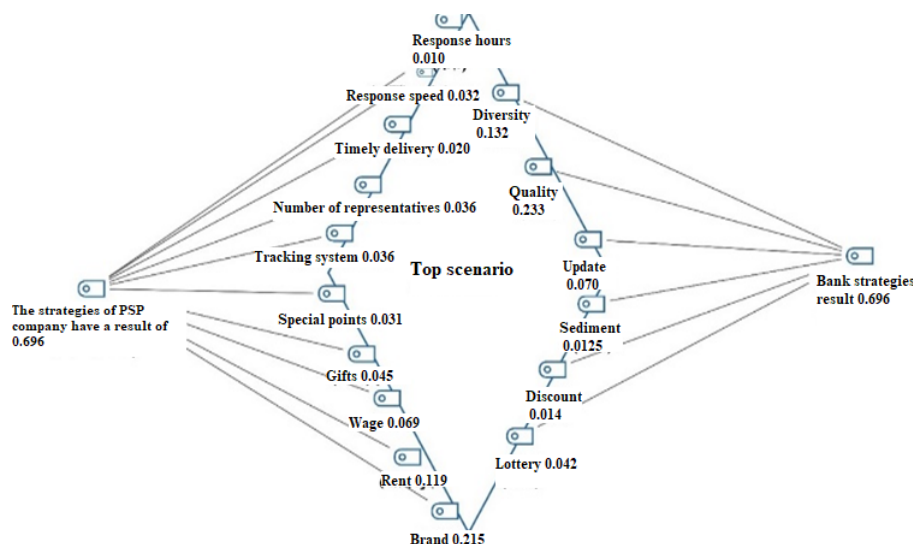 Response hours
0.010
Response speed 0.032
Diversity
0.132
Timely delivery 0.020
Quality
0.233
Number of representatives 0.036
Tracking system 0.036
Top scenario
Update
0.070
Bank strategies
result 0.696
The strategies of PSP
company have a result of
0.696
Special points 0.031
Sediment
0.0125
Gifts 0.045
Discount
0.014
Wage 0.069
Lottery 0.042
Rent 0.119
Brand 0.215